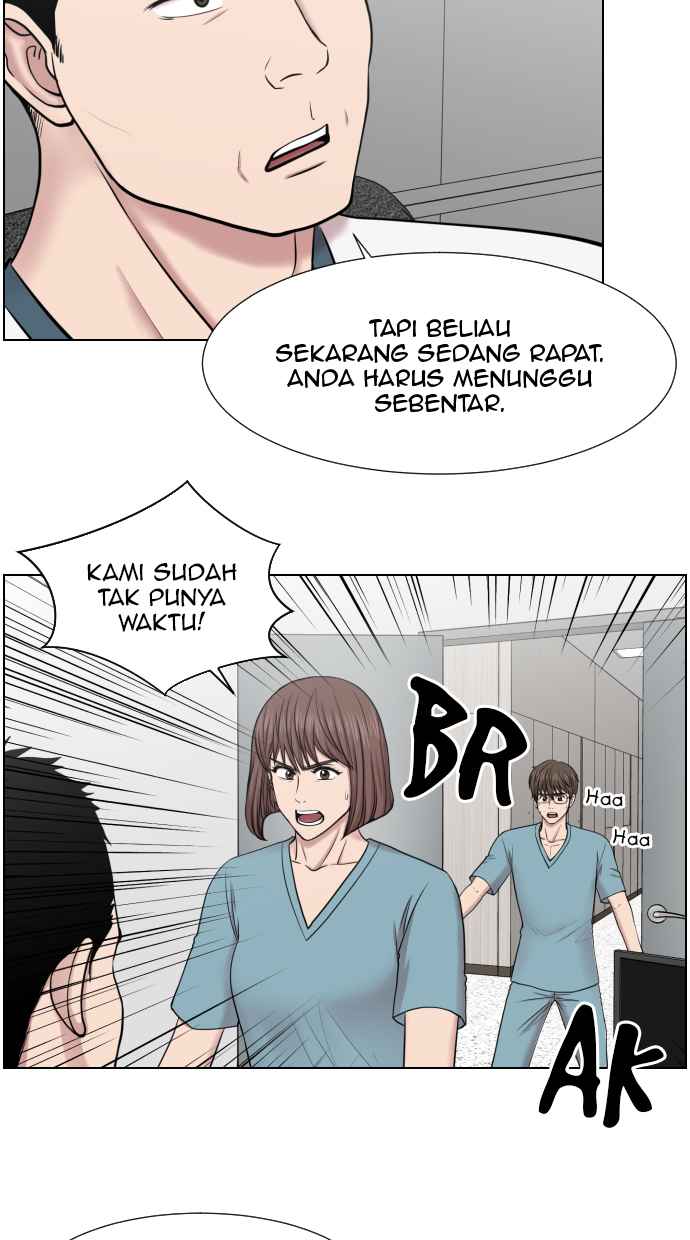 TAPI BELIAU
SEKARANG SEDANG RAPAT.
ANDA HARUS MENUNGGU
SEBENTAR.
KAMI SUDAH
TAK PUNYA
WAKTU!
BR
Haa
Haa
AK